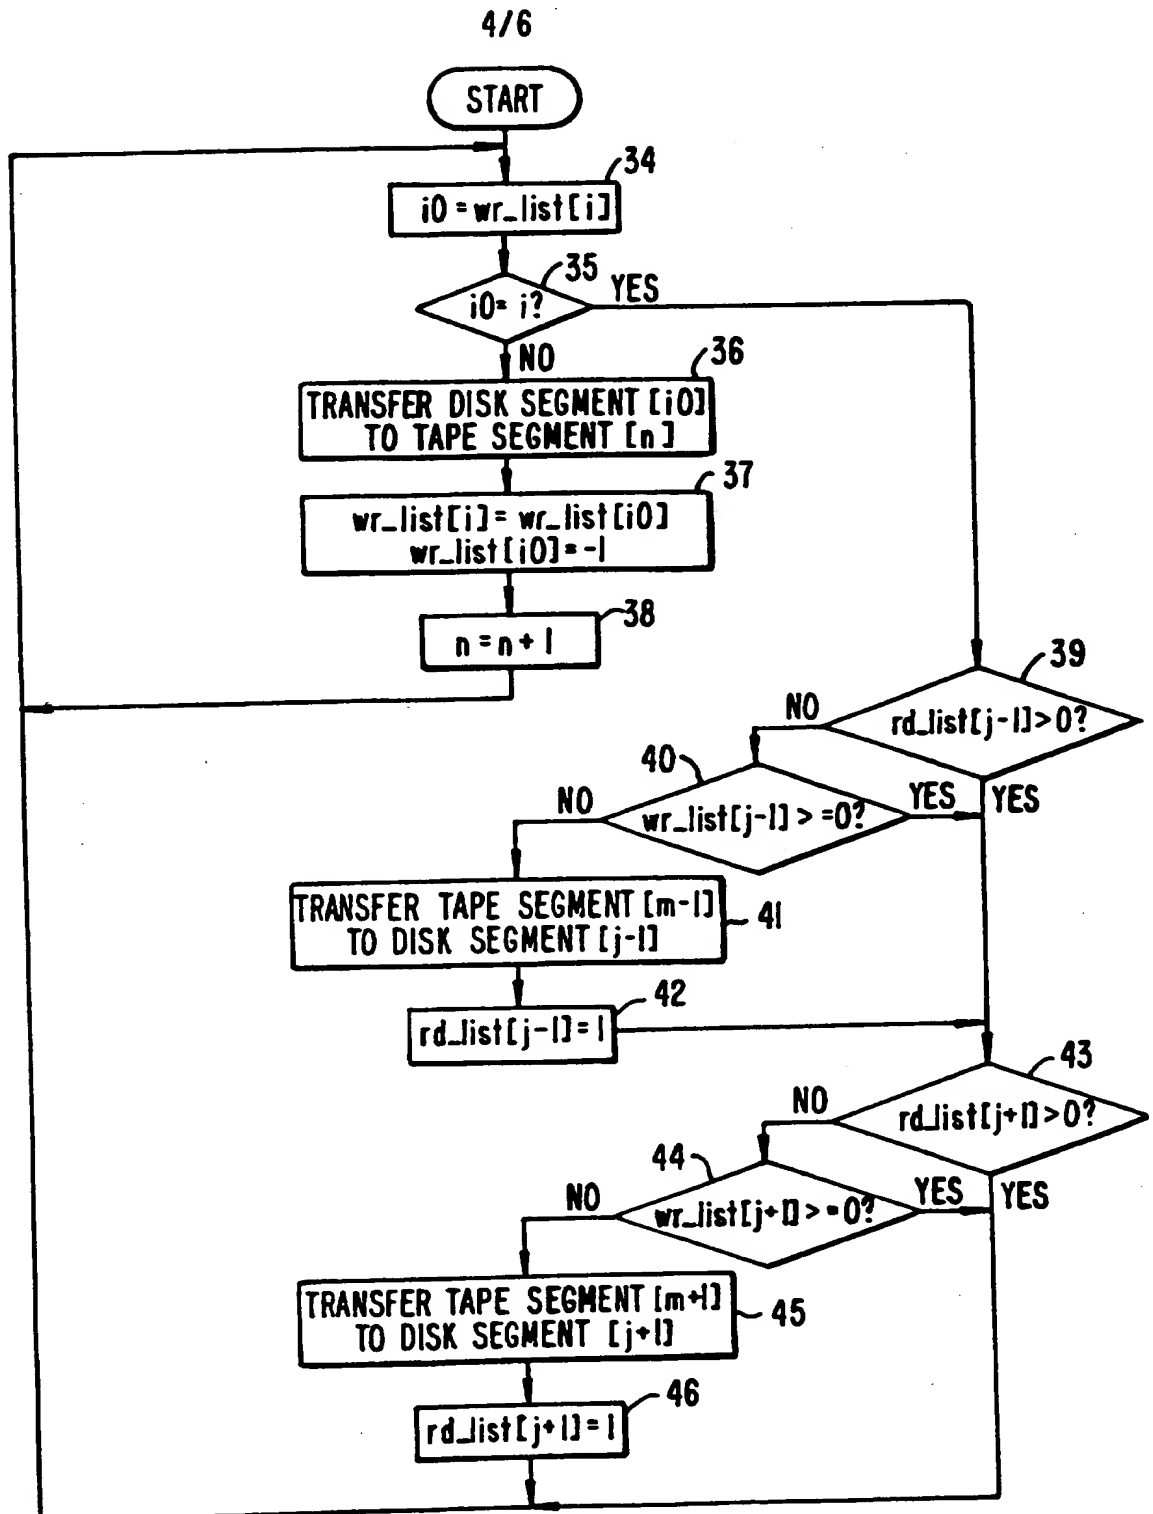 4/6
START
34
i0 = wr_list[i]
35
i0 = i?
YES
NO
36
TRANSFER DISK SEGMENT [i0]
TO TAPE SEGMENT [n]
37
wr_list[i] = wr_list[i0]
wr_list[i0] = -1
38
n = n + 1
39
rd_list[j-1] > 0?
NO
YES
40
wr_list[j-1] > = 0?
NO
YES
TRANSFER TAPE SEGMENT [m-1]
TO DISK SEGMENT [j-1]
41
42
rd_list[j-1] = 1
43
rd_list[j+1] > 0?
NO
YES
44
wr_list[j+1] > = 0?
NO
YES
TRANSFER TAPE SEGMENT [m+1]
TO DISK SEGMENT [j+1]
45
46
rd_list[j+1] = 1